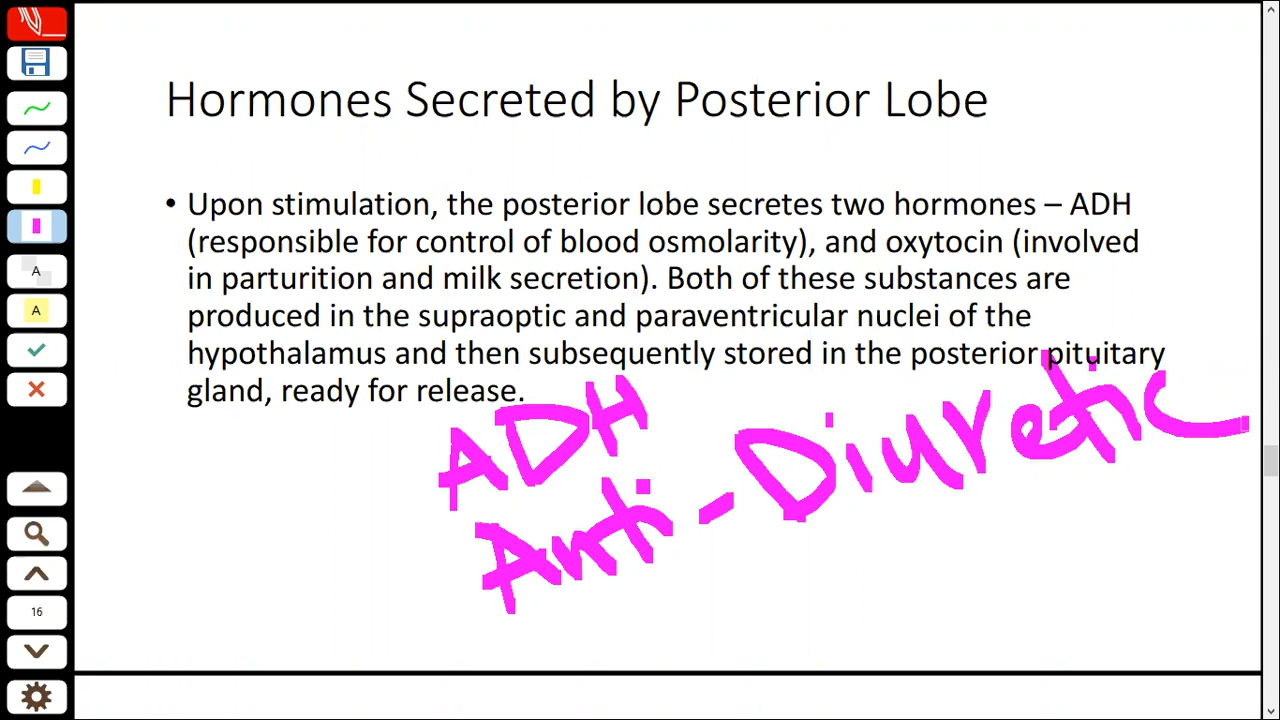 Hormones Secreted by Posterior Lobe
• Upon stimulation, the posterior lobe secretes two hormones – ADH
(responsible for control of blood osmolarity), and oxytocin (involved
in parturition and milk secretion). Both of these substances are
produced in the supraoptic and paraventricular nuclei of the
hypothalamus and then subsequently stored in the posterior pituitary
gland, ready for release.
ADH
Anti-Diuretic
A
A
16